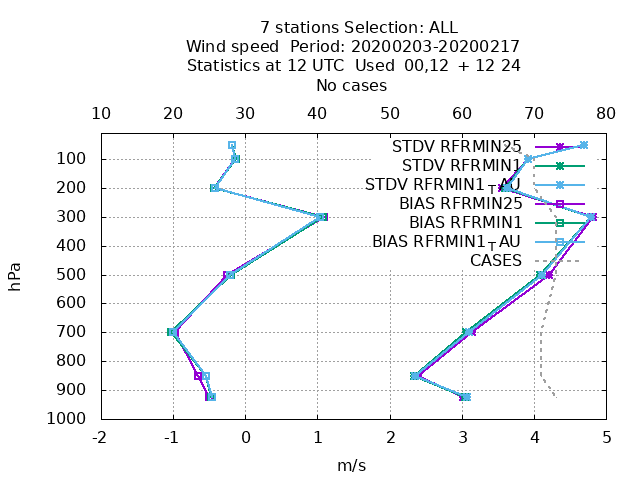 7 stations Selection: ALL
Wind speed  Period: 20200203-20200217
Statistics at 12 UTC  Used  00,12  + 12 24
No cases
10 20 30 40 50 60 70 80
STDV RFRMIN25
STDV RFRMIN1
STDV RFRMIN1_TAU
BIAS RFRMIN25
BIAS RFRMIN1
BIAS RFRMIN1_TAU
CASES
100
200
300
400
500
600
700
800
900
1000
hPa
-2 -1 0 1 2 3 4 5
m/s